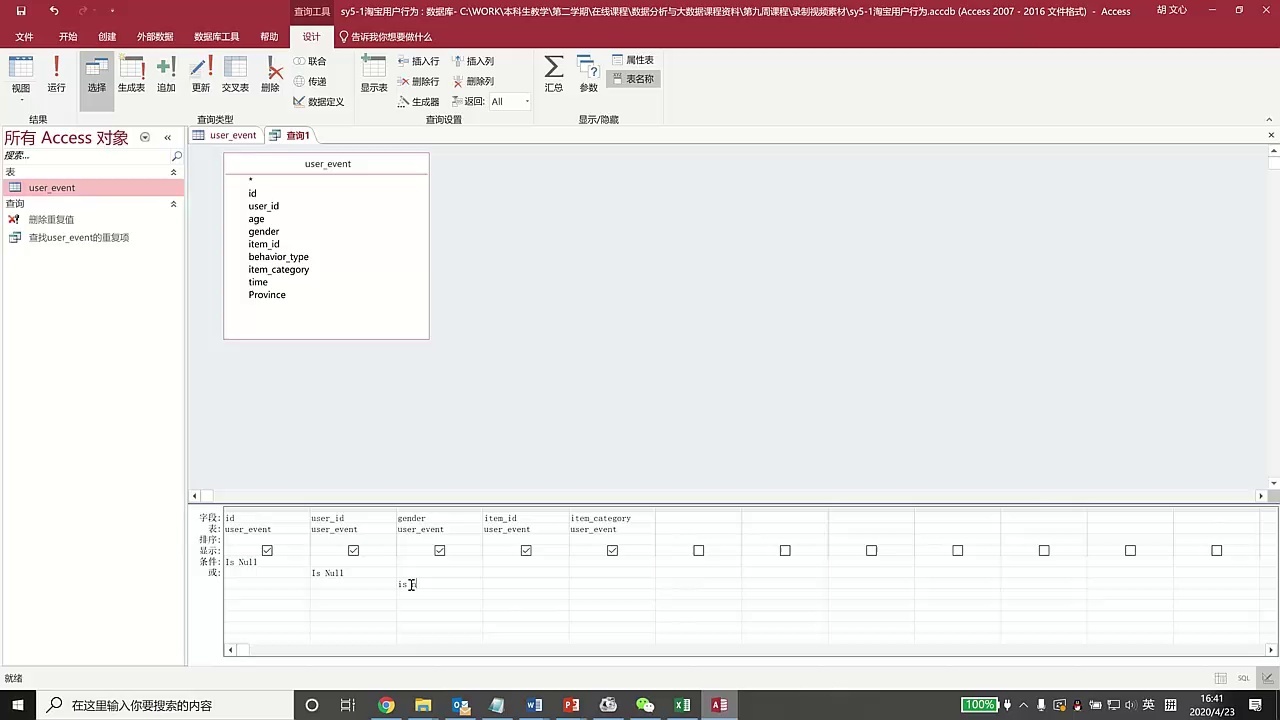 查询工具
sy5-1淘宝用户行为 : 数据库- C:\WORK\本科生教学\第二学期\在线课程\数据分析与大数据课程资料\第九周课程\录制视频素材\sy5-1淘宝用户行为.accdb (Access 2007 - 2016 文件格式) - Access
胡 文心
文件 开始 创建 外部数据 数据库工具 帮助 设计 告诉我你想要做什么
视图 运行 选择 生成表 追加 更新 交叉表 删除
联合
传递
数据定义
显示表
插入行 插入列
删除行 删除列
生成器 返回: All
汇总 参数
属性表
表名称
结果 查询类型 查询设置 显示/隐藏
所有 Access 对象
搜索...
表
user_event
查询
删除重复值
查找user_event的重复项
user_event 查询1
user_event
*
id
user_id
age
gender
item_id
behavior_type
item_category
time
Province
字段: id user_id gender item_id item_category
表: user_event user_event user_event user_event user_event
排序:
显示:
条件: Is Null
或: Is Null
is n
就绪
SQL
在这里输入你要搜索的内容
100%
英
16:41
2020/4/23